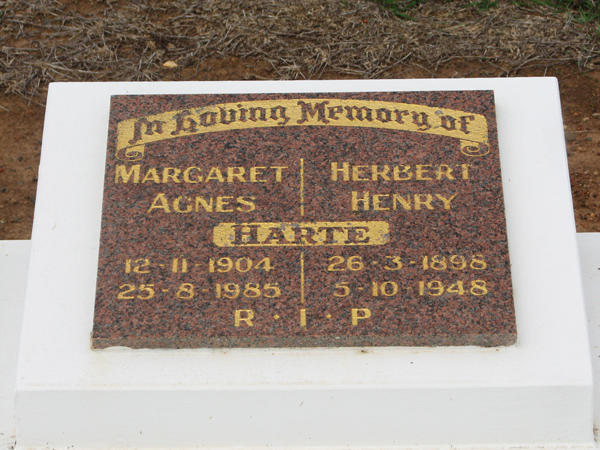 In Loving Memory of
MARGARET HERBERT
AGNES HENRY
HARTE
12·11·1904 26·3·1898
25·8·1985 5·10·1948
R·I·P